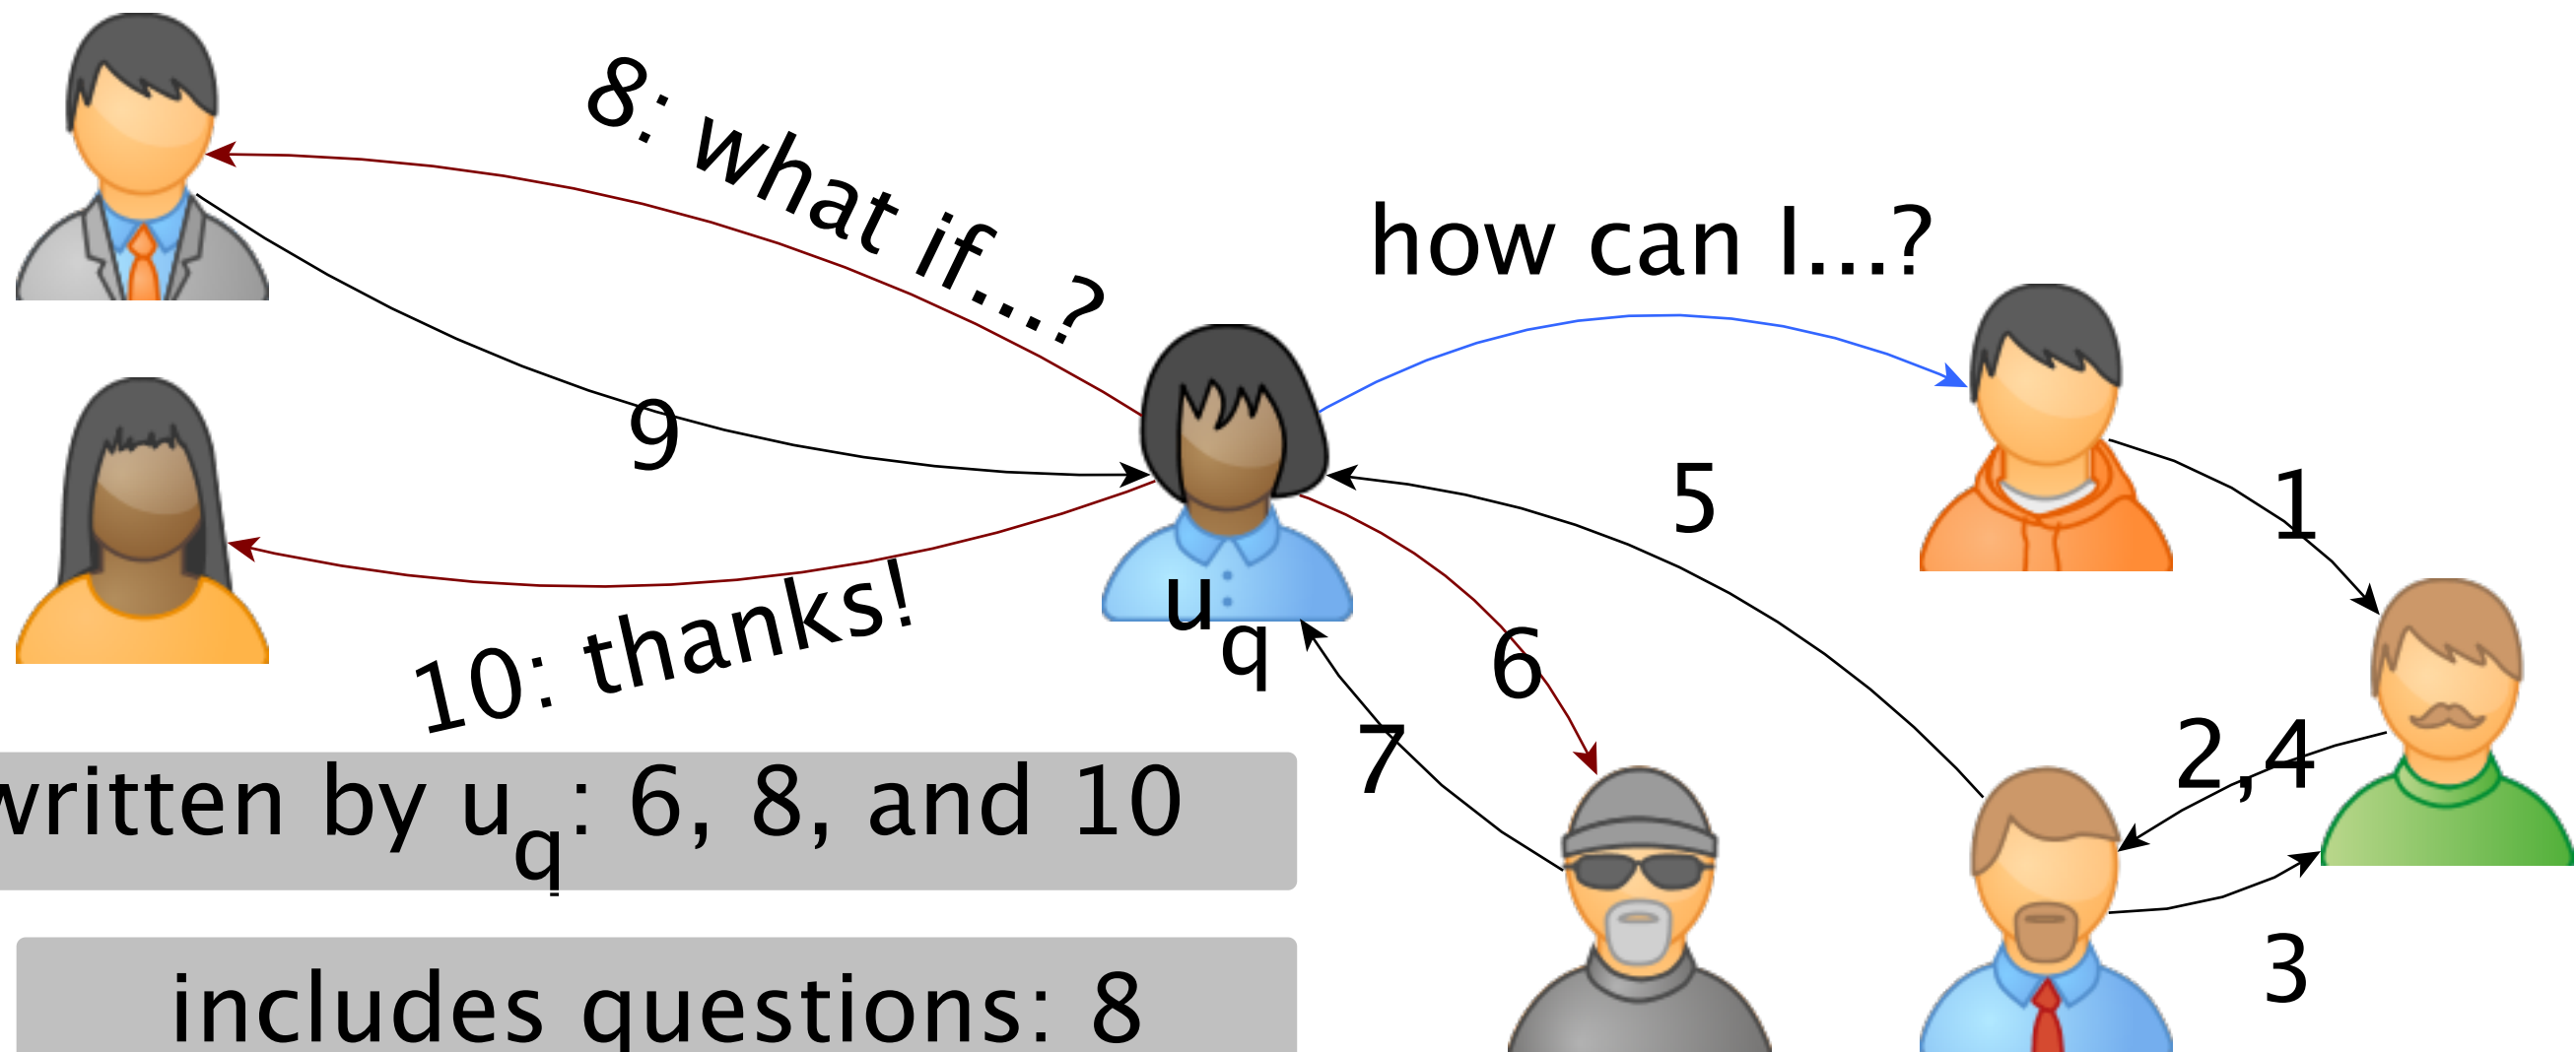 8: what if...?
how can I...?
9
5
1
u
q
6
10: thanks!
7
2,4
written by u
q
: 6, 8, and 10
3
includes questions: 8